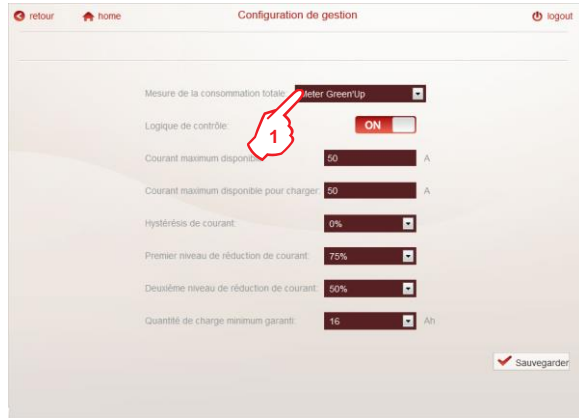 retour home Configuration de gestion logout
Mesure de la consommation totale: Meter Green'Up
Logique de contrôle: ON
1
Courant maximum disponible 50 A
Courant maximum disponible pour charger: 50 A
Hystérésis de courant: 0%
Premier niveau de réduction de courant: 75%
Deuxième niveau de réduction de courant: 50%
Quantité de charge minimum garanti: 16 Ah
Sauvegarder